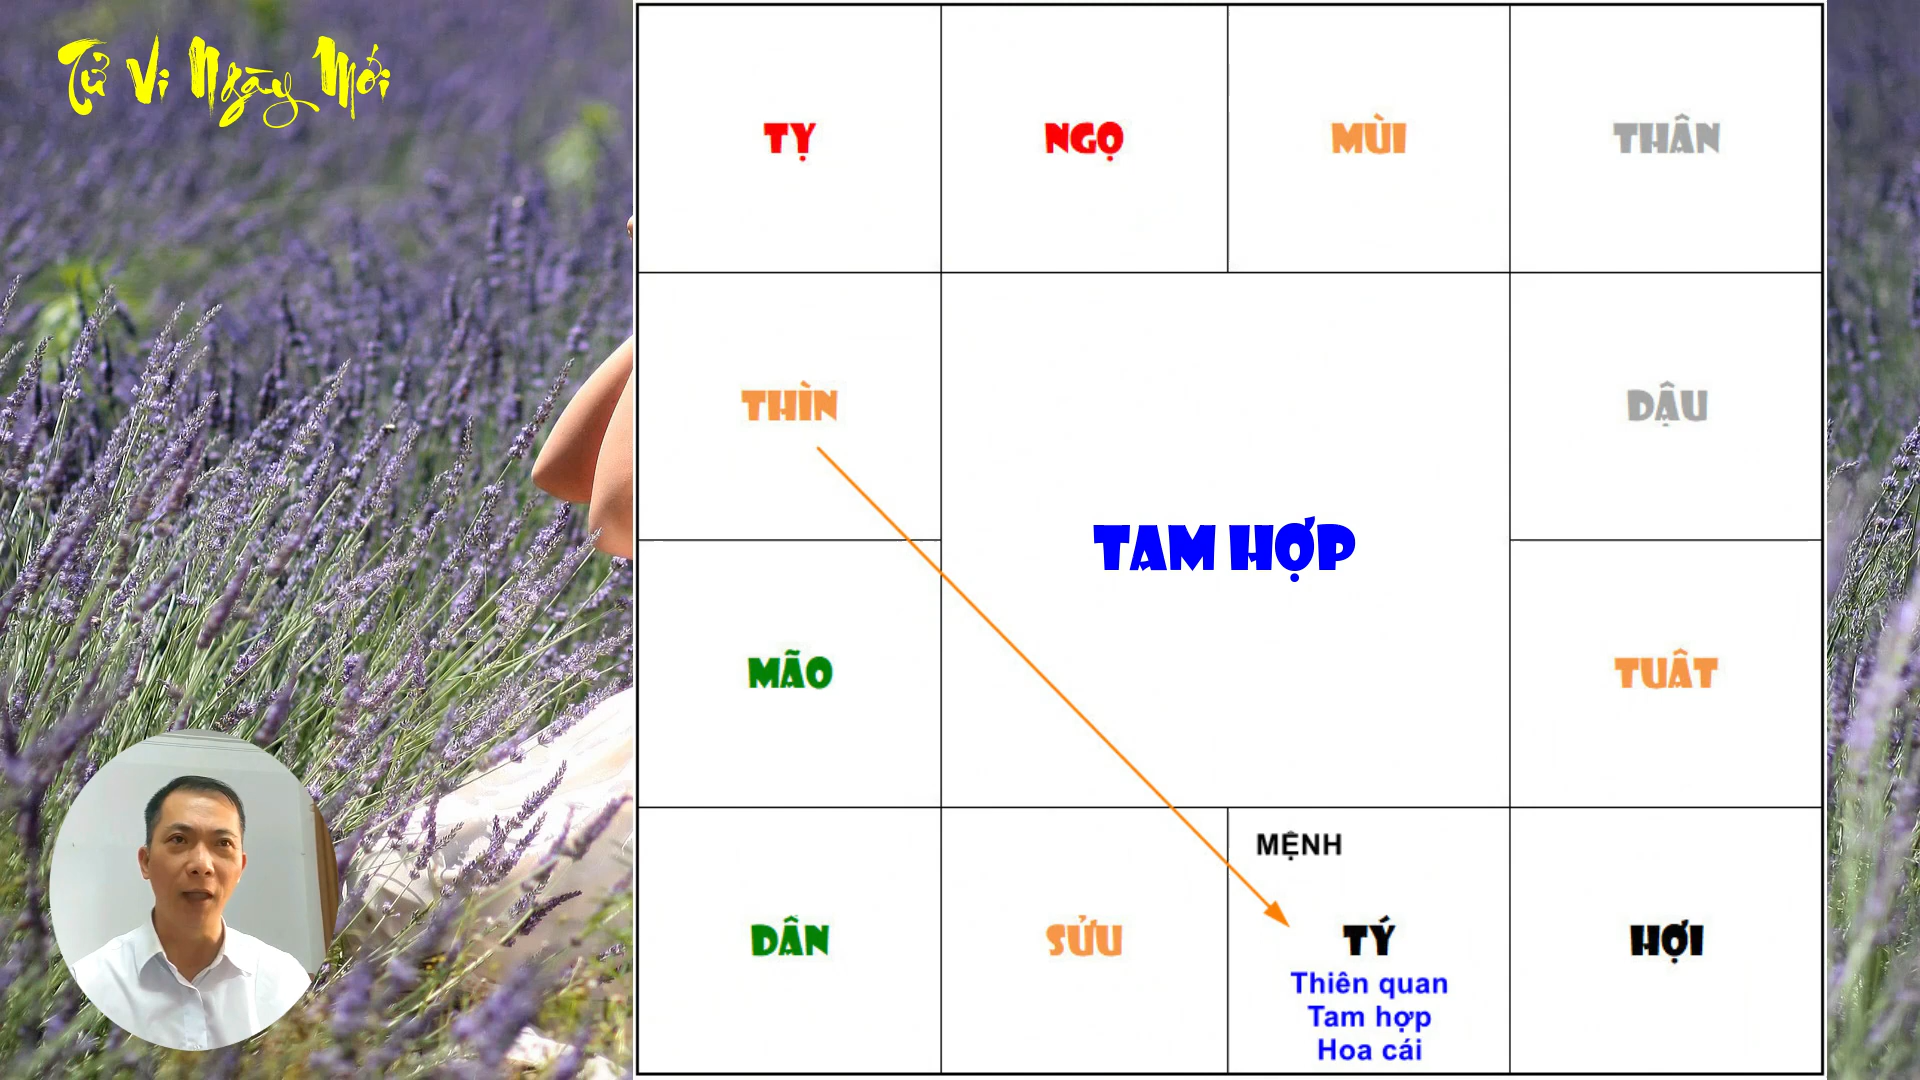 Tử Vi Ngày Mới
TỴ
NGỌ
MÙI
THÂN
THÌN
DẬU
TAM HỢP
MÃO
TUẤT
MỆNH
DẦN
SỬU
TÝ
HỢI
Thiên quan
Tam hợp
Hoa cái